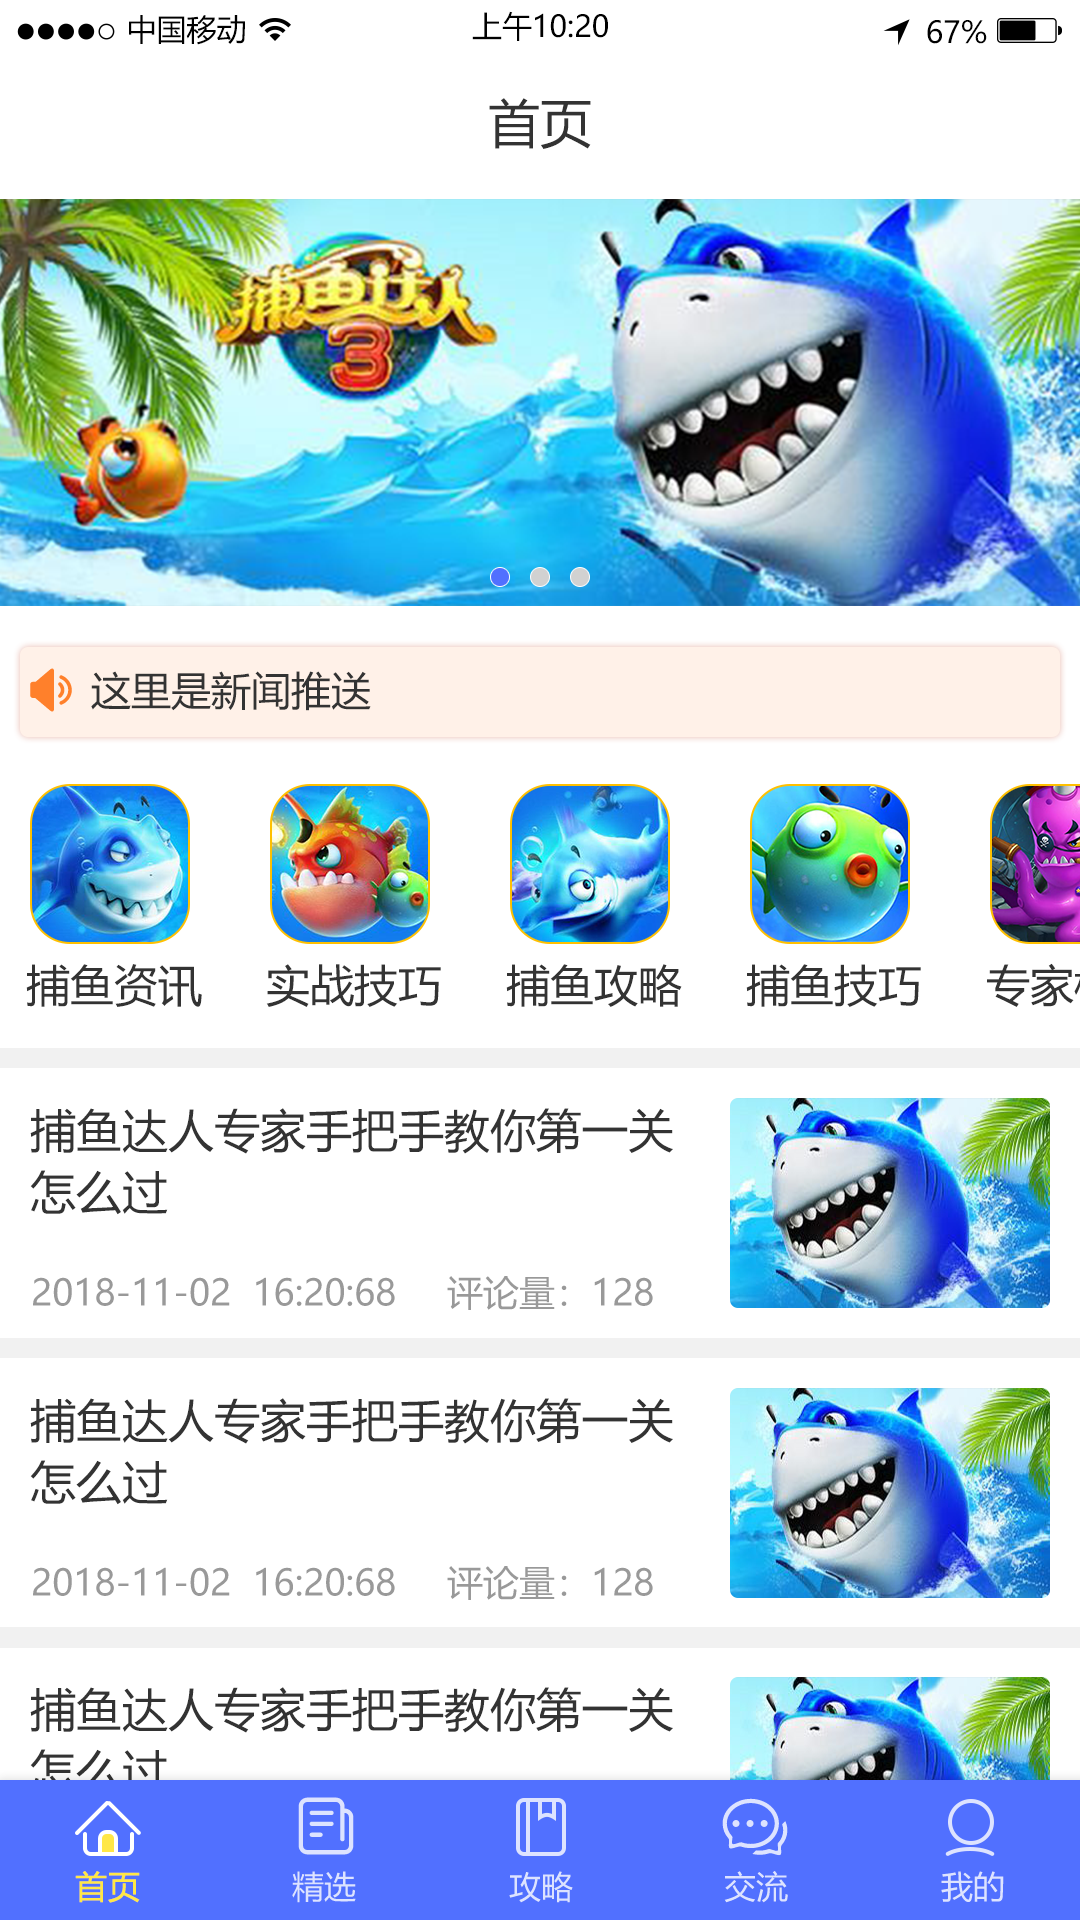 中国移动
上午10:20
67%
首页
捕鱼达人
3
这里是新闻推送
捕鱼资讯
实战技巧
捕鱼攻略
捕鱼技巧
专家
捕鱼达人专家手把手教你第一关
怎么过
2018-11-02 16:20:68 评论量：128
捕鱼达人专家手把手教你第一关
怎么过
2018-11-02 16:20:68 评论量：128
捕鱼达人专家手把手教你第一关
怎么过
首页
精选
攻略
交流
我的